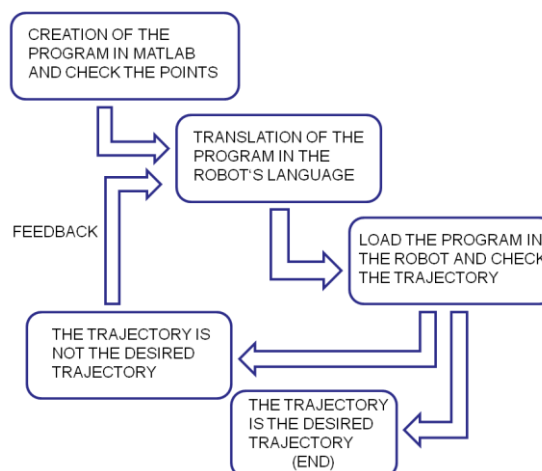 CREATION OF THE
PROGRAM IN MATLAB
AND CHECK THE POINTS
TRANSLATION OF THE
PROGRAM IN THE
ROBOT'S LANGUAGE
FEEDBACK
LOAD THE PROGRAM IN
THE ROBOT AND CHECK
THE TRAJECTORY
THE TRAJECTORY IS
NOT THE DESIRED
TRAJECTORY
THE TRAJECTORY
IS THE DESIRED
TRAJECTORY
(END)